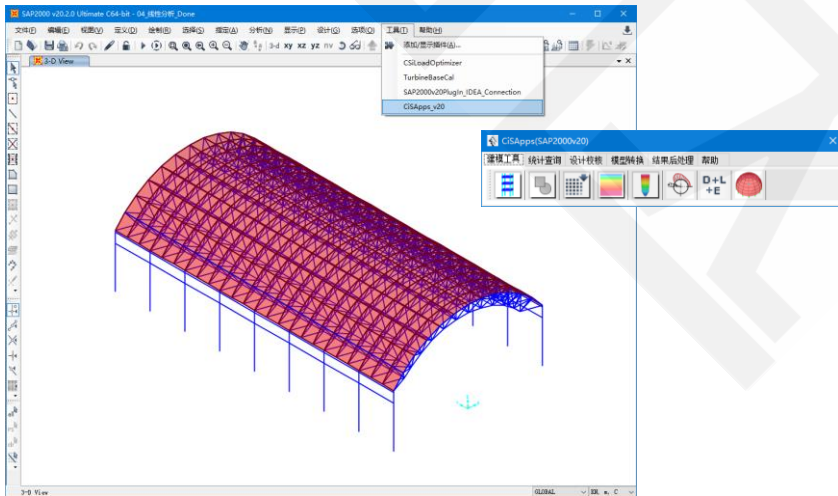 SAP2000 v20.2.0 Ultimate C64-bit - 04_线性分析_Done
文件(F) 编辑(E) 视图(V) 定义(D) 绘制(R) 选择(S) 指定(A) 分析(N) 显示(P) 设计(G) 选项(O) 工具(T) 帮助(H)
3-d xy xz yz nv
添加/显示插件(A)...
3-D View
CSiLoadOptimizer
TurbineBaseCal
SAP2000v20PlugIn_IDEA_Connection
CiSApps_v20
CiSApps(SAP2000v20)
建模工具 统计查询 设计校核 模型转换 结果后处理 帮助
D+L
+E
3-D View
GLOBAL
KN, m, C